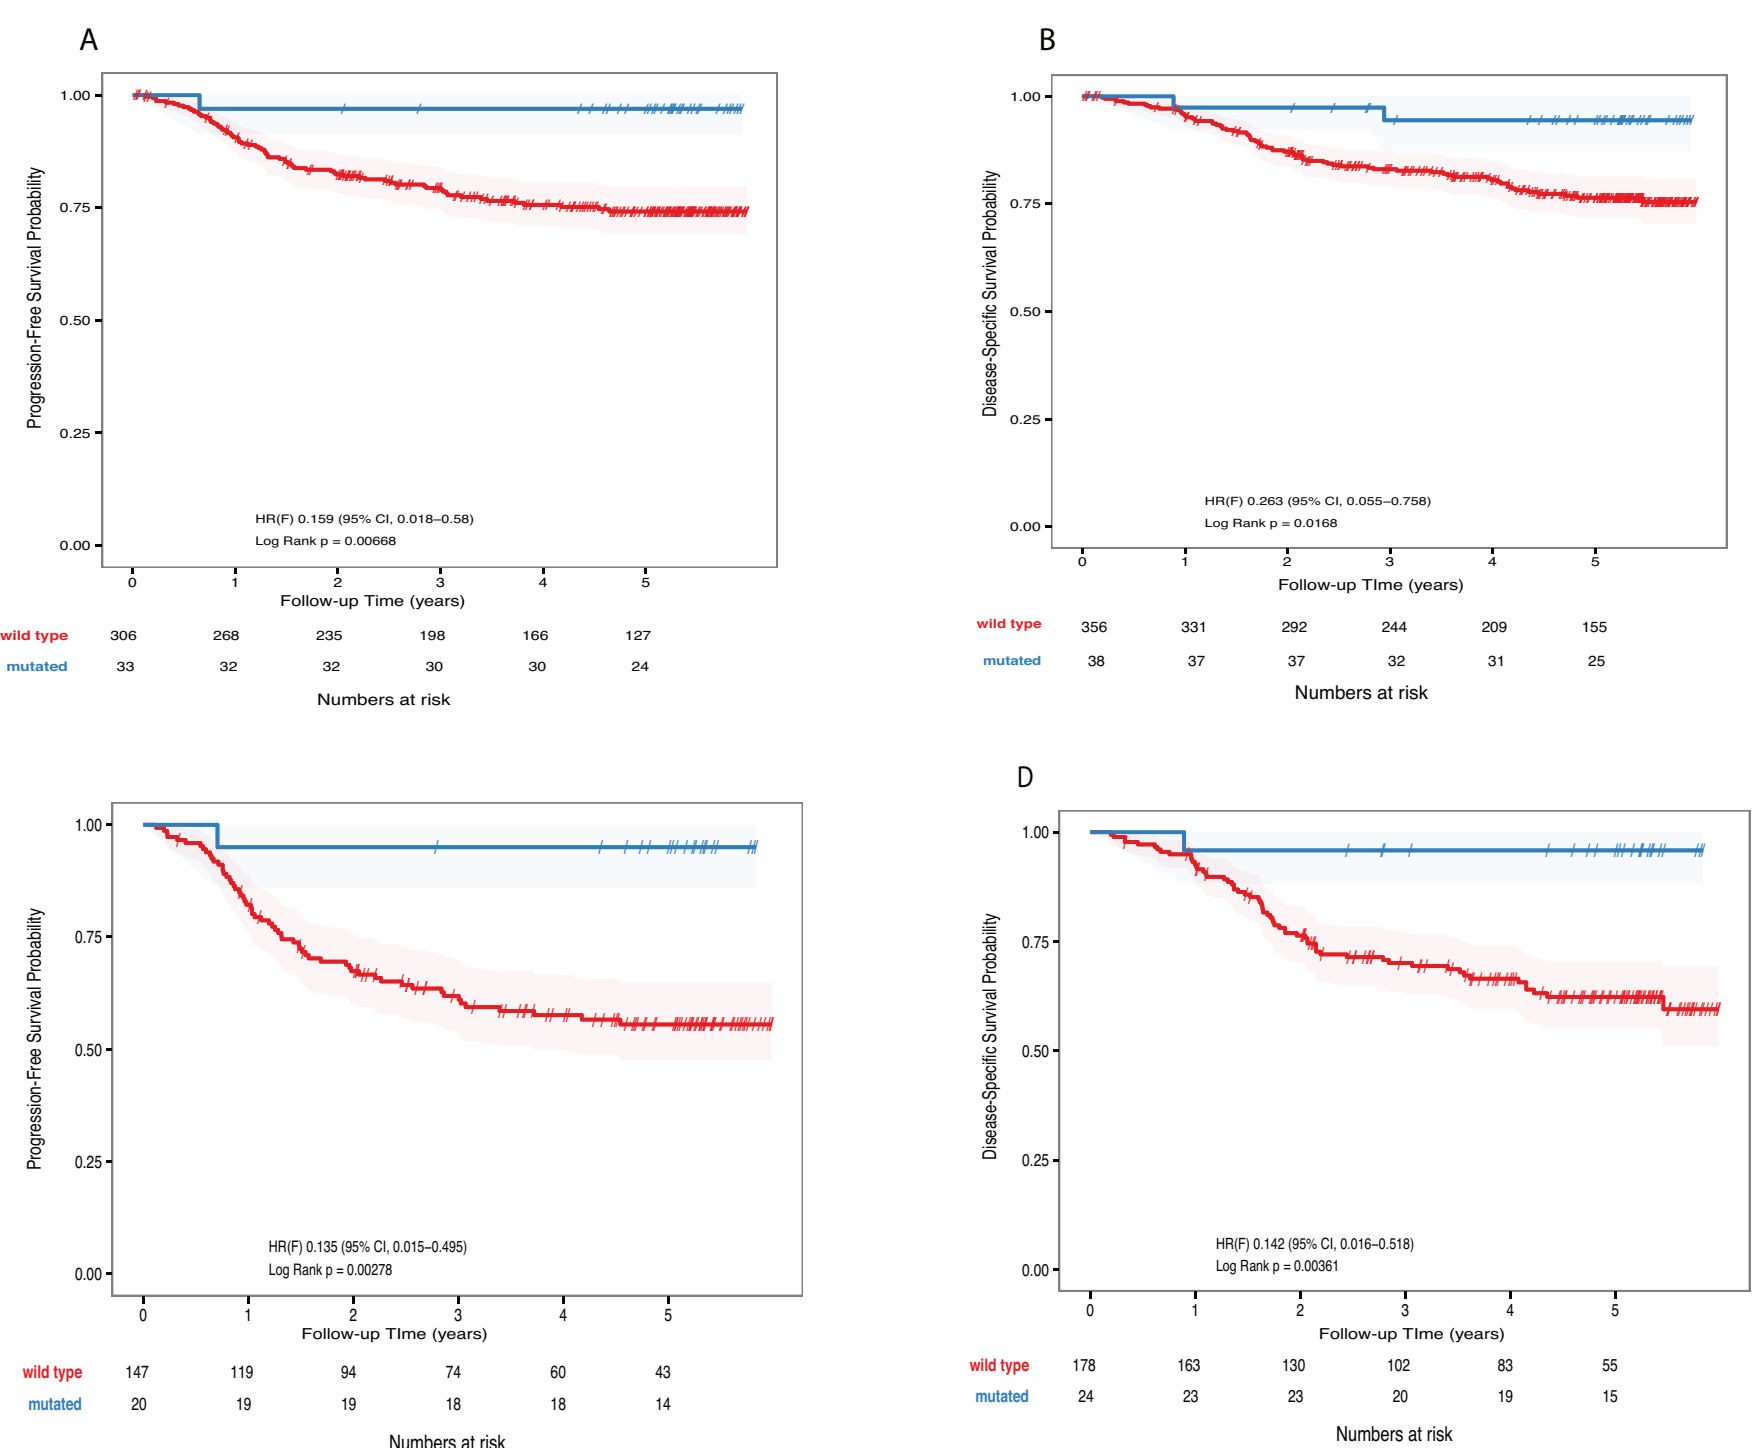 A
Progression-Free Survival Probability
1.00
0.75
0.50
0.25
0.00
HR(F) 0.159 (95% CI, 0.018–0.58)
Log Rank p = 0.00668
0 1 2 3 4 5
Follow-up TIme (years)
wild type 306 268 235 198 166 127
mutated 33 32 32 30 30 24
Numbers at risk
B
Disease-Specific Survival Probability
1.00
0.75
0.50
0.25
0.00
HR(F) 0.263 (95% CI, 0.055–0.758)
Log Rank p = 0.0168
0 1 2 3 4 5
Follow-up TIme (years)
wild type 356 331 292 244 209 155
mutated 38 37 37 32 31 25
Numbers at risk
Progression-Free Survival Probability
1.00
0.75
0.50
0.25
0.00
HR(F) 0.135 (95% CI, 0.015–0.495)
Log Rank p = 0.00278
0 1 2 3 4 5
Follow-up TIme (years)
wild type 147 119 94 74 60 43
mutated 20 19 19 18 18 14
Numbers at risk
D
Disease-Specific Survival Probability
1.00
0.75
0.50
0.25
0.00
HR(F) 0.142 (95% CI, 0.016–0.518)
Log Rank p = 0.00361
0 1 2 3 4 5
Follow-up TIme (years)
wild type 178 163 130 102 83 55
mutated 24 23 23 20 19 15
Numbers at risk